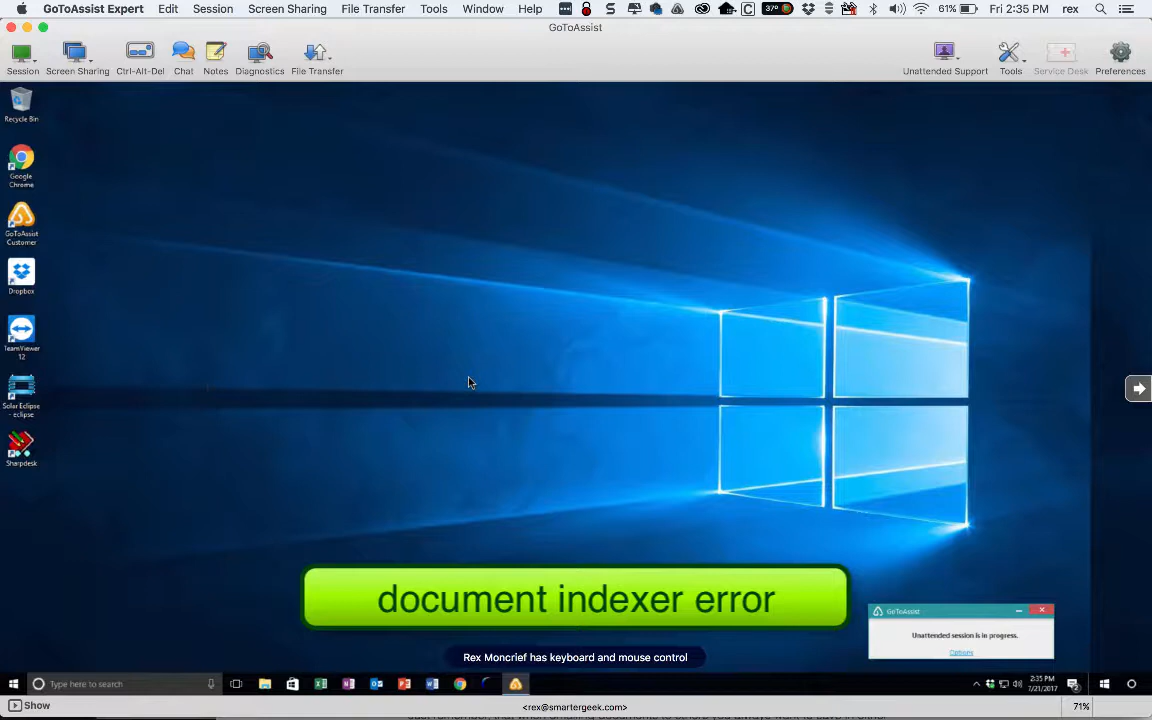 GoToAssist Expert Edit Session Screen Sharing File Transfer Tools Window Help 37° 61% Fri 2:35 PM rex
GoToAssist
Session Screen Sharing Ctrl-Alt-Del Chat Notes Diagnostics File Transfer Unattended Support Tools Service Desk Preferences
Recycle Bin
Google
Chrome
GoToAssist
Customer
Dropbox
TeamViewer
12
Solar Eclipse
- eclipse
Sharpdesk
document indexer error
GoToAssist
Unattended session is in progress.
Options
Rex Moncrief has keyboard and mouse control
Type here to search
2:35 PM
7/21/2017
Show
<rex@smartergeek.com>
71%